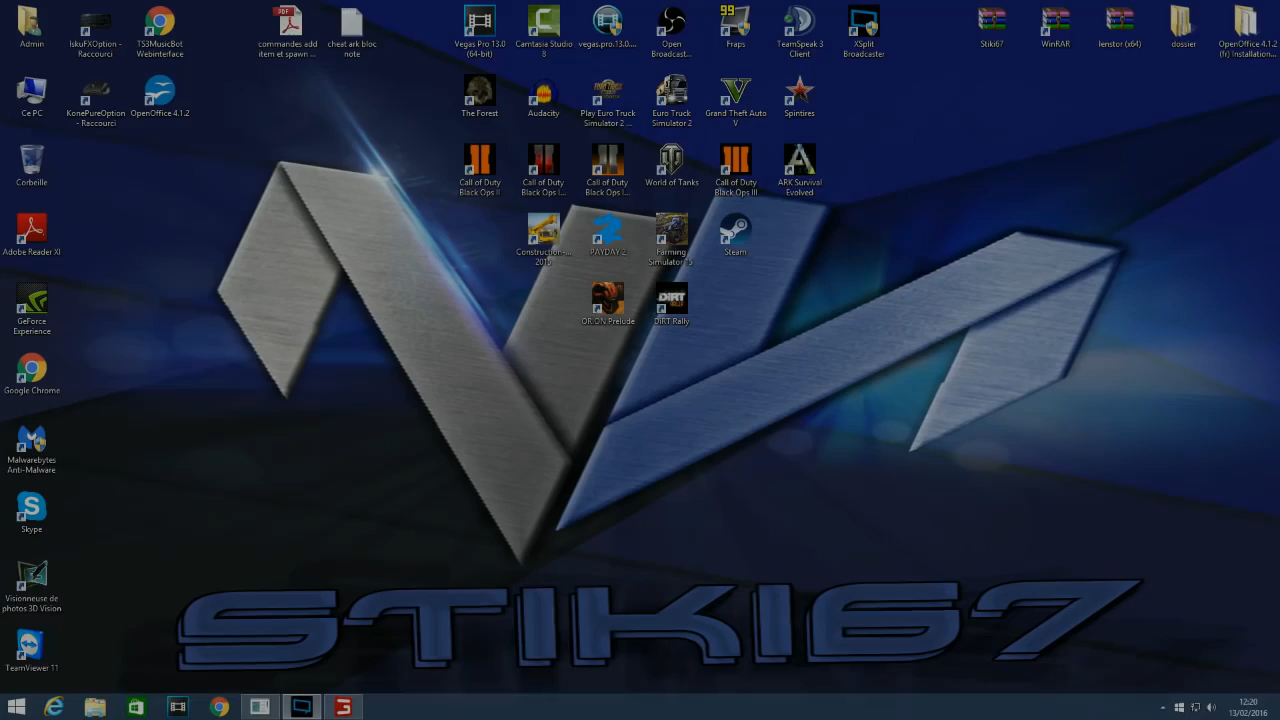 Admin
IskuFXOption -
Raccourci
TS3MusicBot
Webinterface
commandes add
item et spawn ...
cheat ark bloc
note
Vegas Pro 13.0
(64-bit)
Camtasia Studio
8
vegas.pro.13.0....
Open
Broadcast...
99
Fraps
TeamSpeak 3
Client
XSplit
Broadcaster
Stiki67
WinRAR
lenstor (x64)
dossier
OpenOffice 4.1.2
(fr) Installation...
Ce PC
KonePureOption
- Raccourci
OpenOffice 4.1.2
The Forest
Audacity
Play Euro Truck
Simulator 2 ...
Euro Truck
Simulator 2
Grand Theft Auto
V
Spintires
Corbeille
Call of Duty
Black Ops II
Call of Duty
Black Ops I...
Call of Duty
Black Ops I...
World of Tanks
Call of Duty
Black Ops III
ARK Survival
Evolved
Adobe Reader XI
Construction-...
2015
PAYDAY 2
Farming
Simulator 15
Steam
GeForce
Experience
ORION Prelude
DiRT Rally
Google Chrome
Malwarebytes
Anti-Malware
Skype
Visionneuse de
photos 3D Vision
TeamViewer 11
STIKI67
12:20
13/02/2016